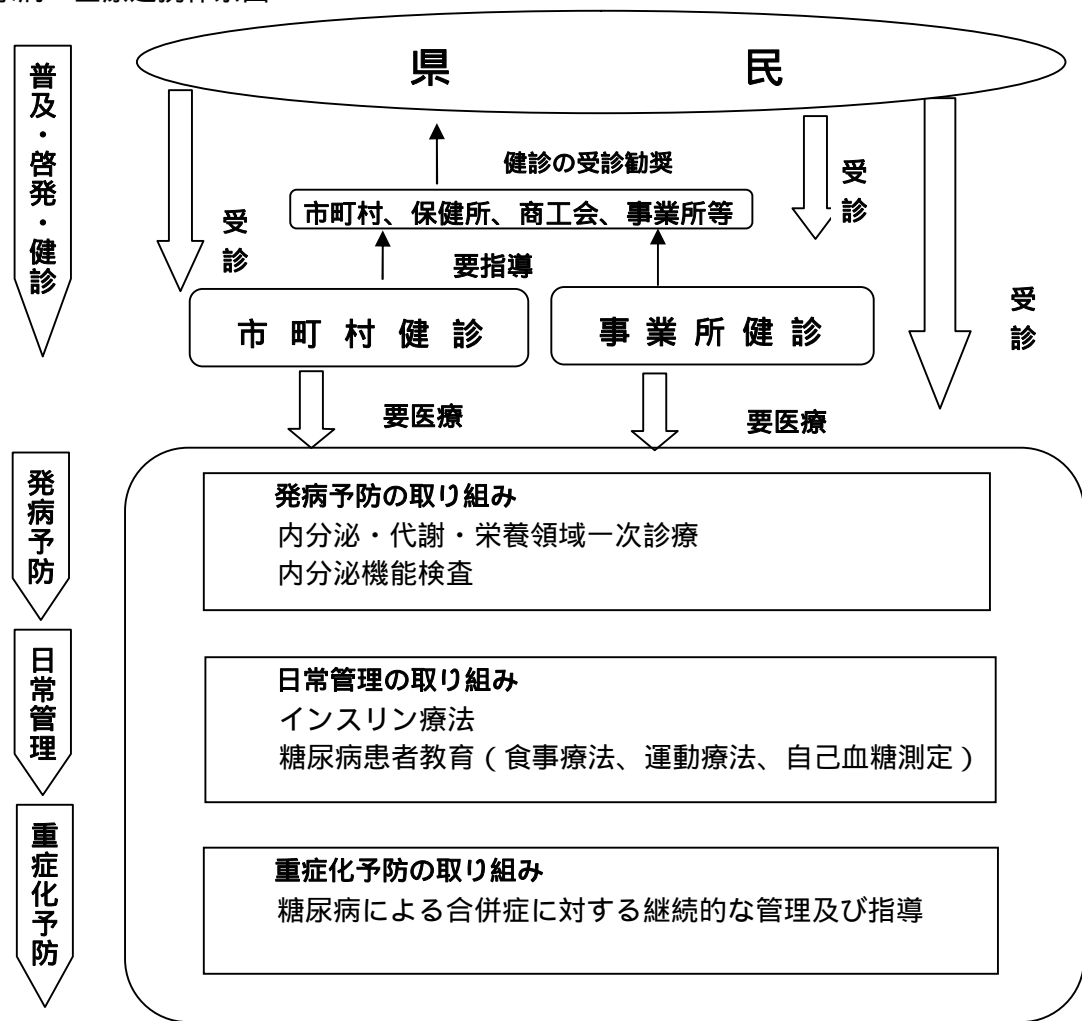 県 民
普及・啓発・健診
健診の受診勧奨
受診
市町村、保健所、商工会、事業所等
受診
要指導
受診
市町村健診
事業所健診
要医療
要医療
発病予防
発病予防の取り組み
内分泌・代謝・栄養領域一次診療
内分泌機能検査
日常管理
日常管理の取り組み
インスリン療法
糖尿病患者教育（食事療法、運動療法、自己血糖測定）
重症化予防
重症化予防の取り組み
糖尿病による合併症に対する継続的な管理及び指導